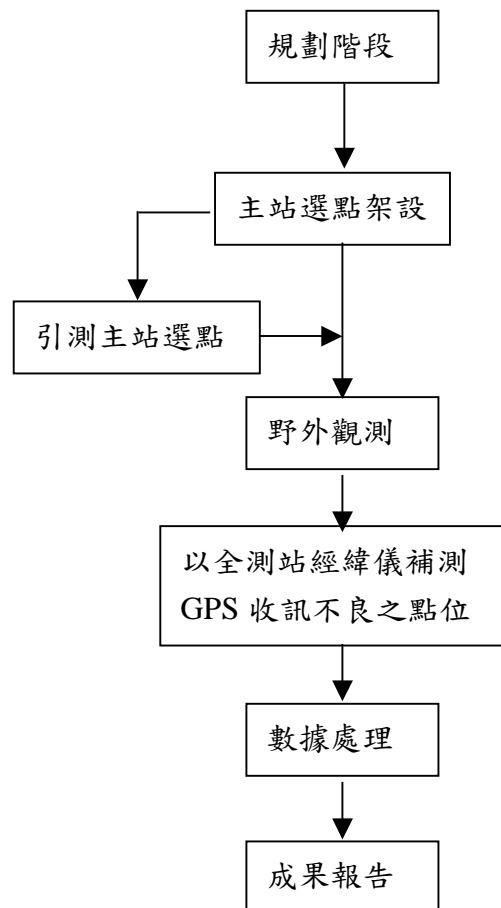 規劃階段
主站選點架設
引測主站選點
野外觀測
以全測站經緯儀補測
GPS 收訊不良之點位
數據處理
成果報告